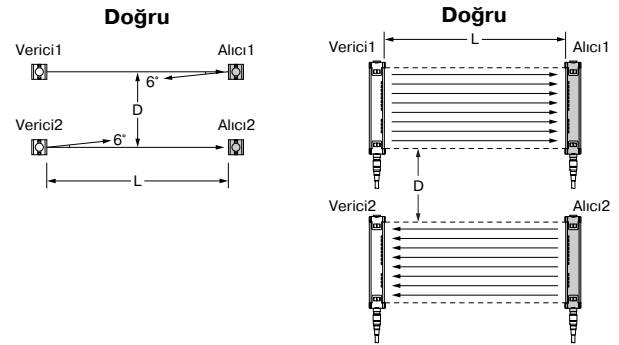 Doğru
Verici1
Alıcı1
6°
D
Verici2
Alıcı2
6°
L
Doğru
Verici1
L
Alıcı1
D
Verici2
Alıcı2